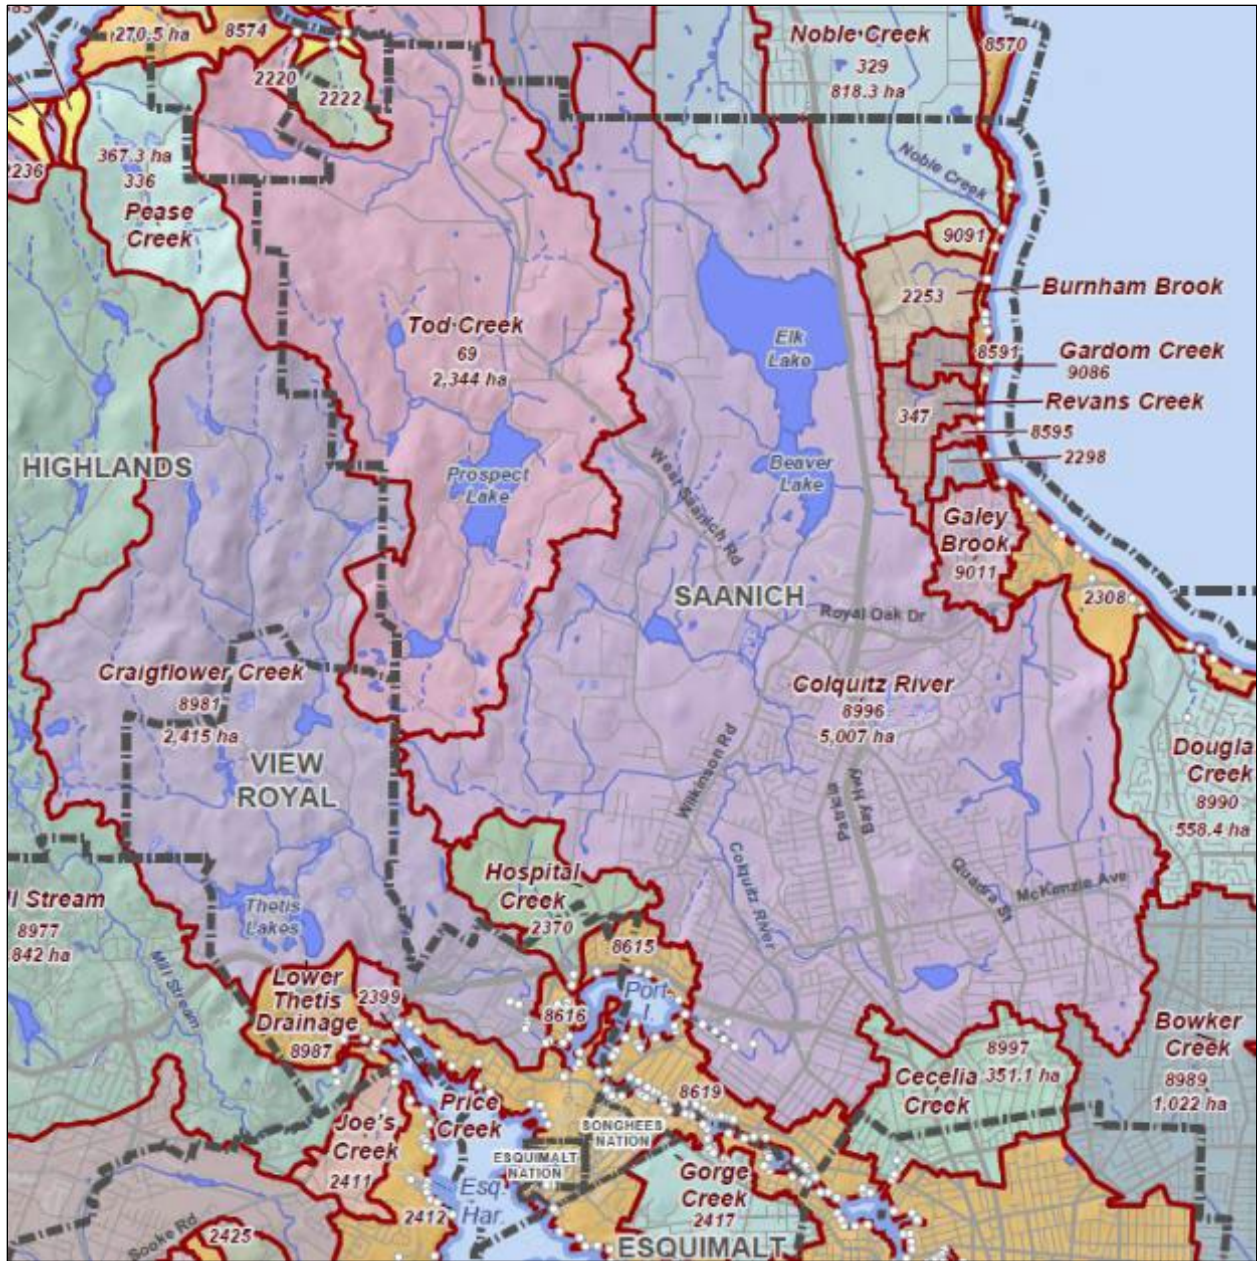 270.5 ha
8574
2220
2222
Noble Creek
329
818.3 ha
8570
367.3 ha
336
Pease
Creek
2236
Noble Creek
9091
2253
Burnham Brook
8591
Gardom Creek
9086
Revans Creek
347
8595
2298
Tod Creek
69
2,344 ha
Elk
Lake
Beaver
Lake
Prospect
Lake
West Saanich Rd
HIGHLANDS
Galey
Brook
9011
SAANICH
Royal Oak Dr
2308
Craigflower Creek
8981
2,415 ha
VIEW
ROYAL
Colquitz River
8996
5,007 ha
Wilkinson Rd
Patricia
Bay Hwy
Dougla
Creek
8990
558.4 ha
Hospital
Creek
2370
Colquitz River
Quadra St
McKenzie Ave
ll Stream
8977
842 ha
Mill Stream
Thetis
Lakes
8615
Port
I.
Lower
Thetis
Drainage
8987
2399
8616
8619
8997
351.1 ha
Cecelia
Creek
Bowker
Creek
8989
1,022 ha
Price
Creek
Joe's
Creek
2411
SONGHEES
NATION
ESQUIMALT
NATION
Gorge
Creek
2417
Esq.
Har.
2412
Sooke Rd
2425
ESQUIMALT